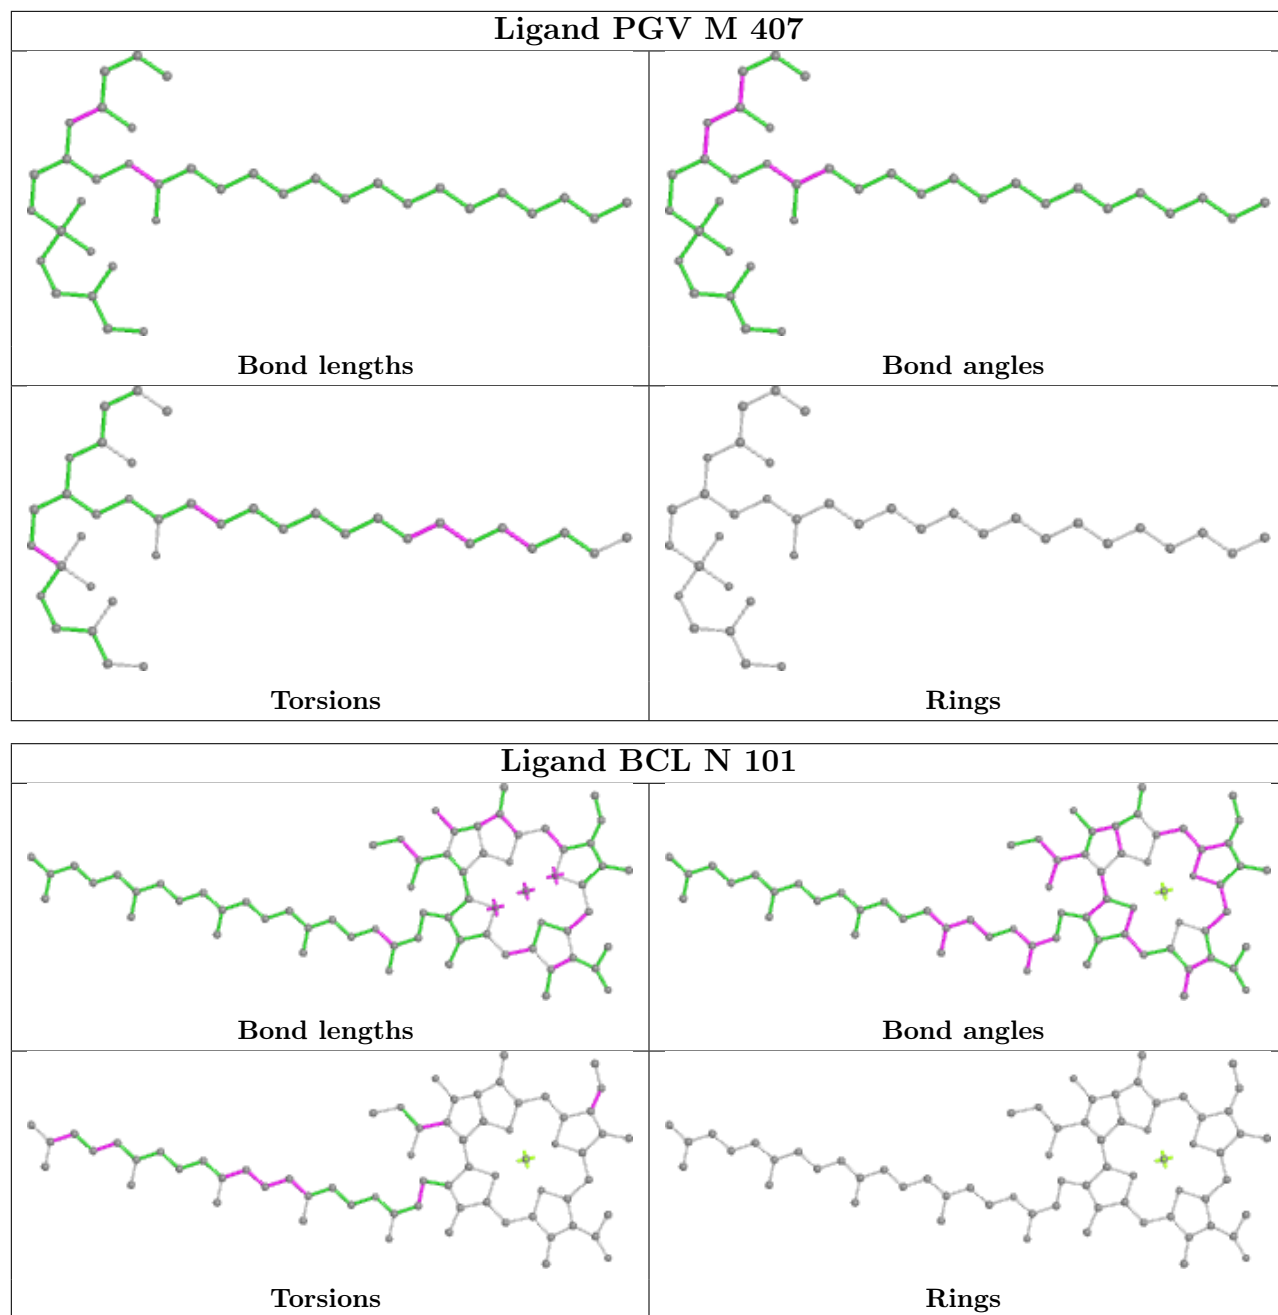 Ligand PGV M 407
Bond lengths
Bond angles
Torsions
Rings
Ligand BCL N 101
Bond lengths
Bond angles
Torsions
Rings